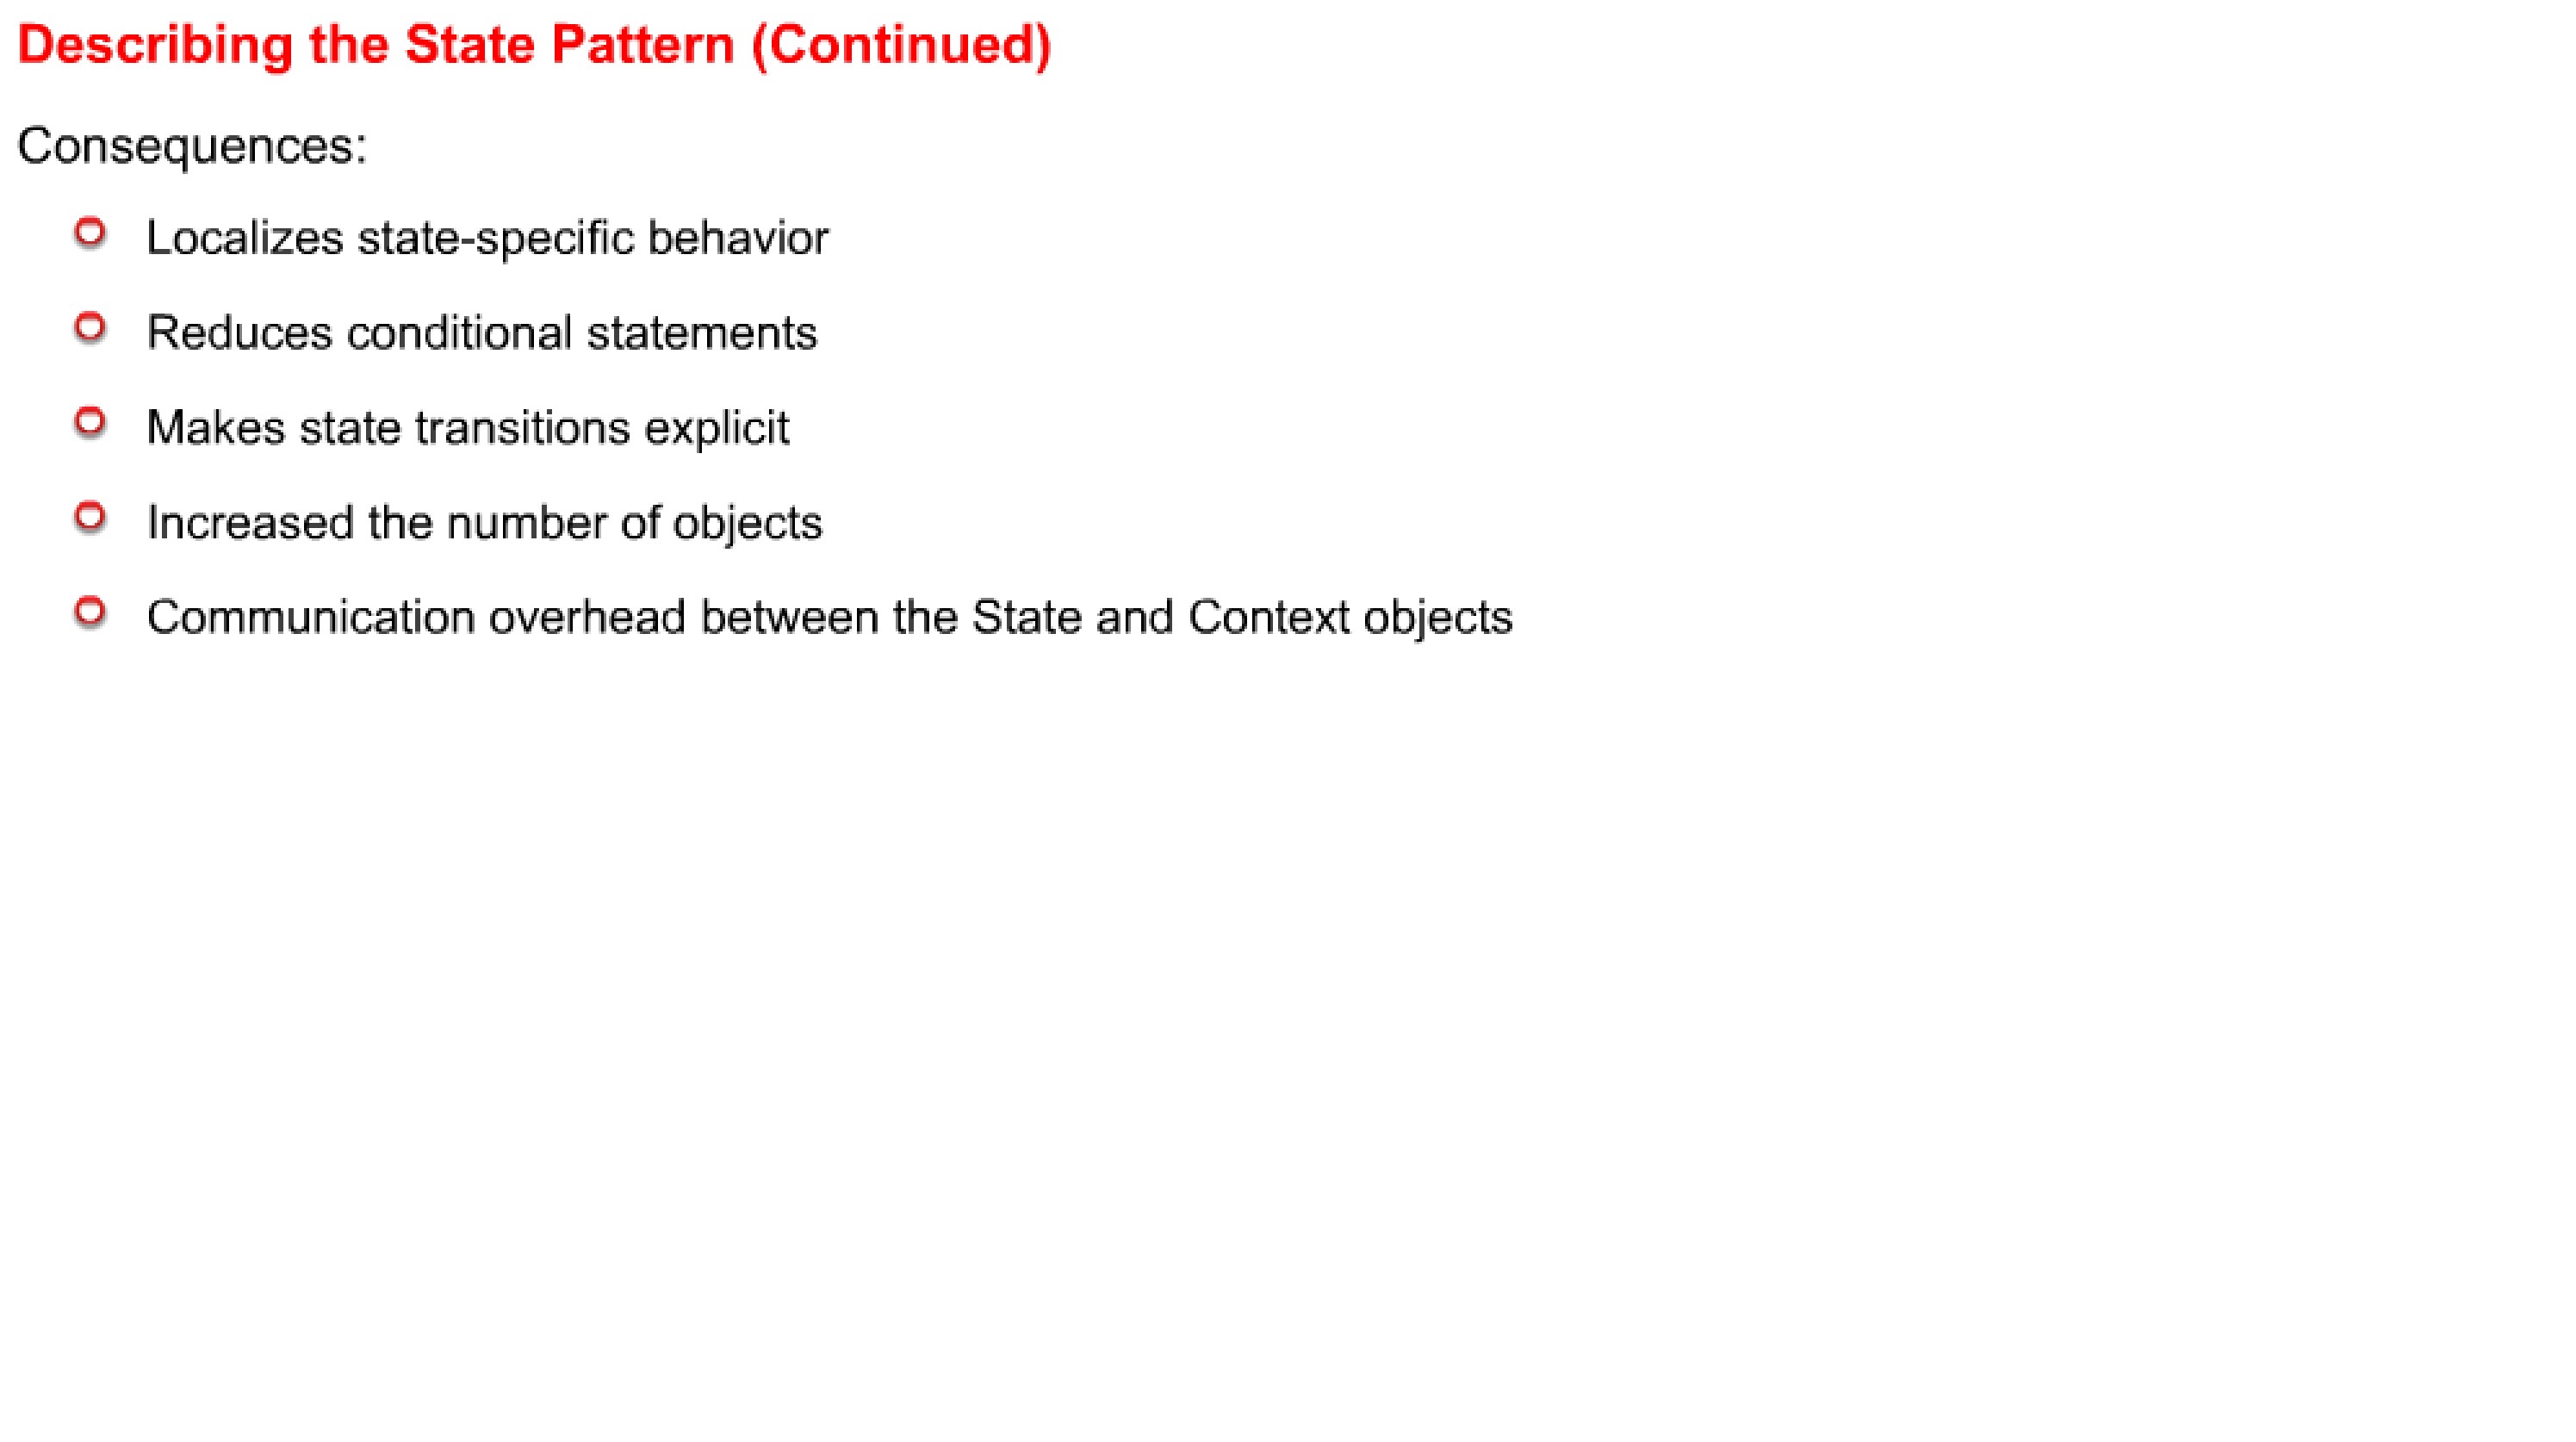 Describing the State Pattern (Continued)
Consequences:
Localizes state-specific behavior
Reduces conditional statements
Makes state transitions explicit
Increased the number of objects
Communication overhead between the State and Context objects